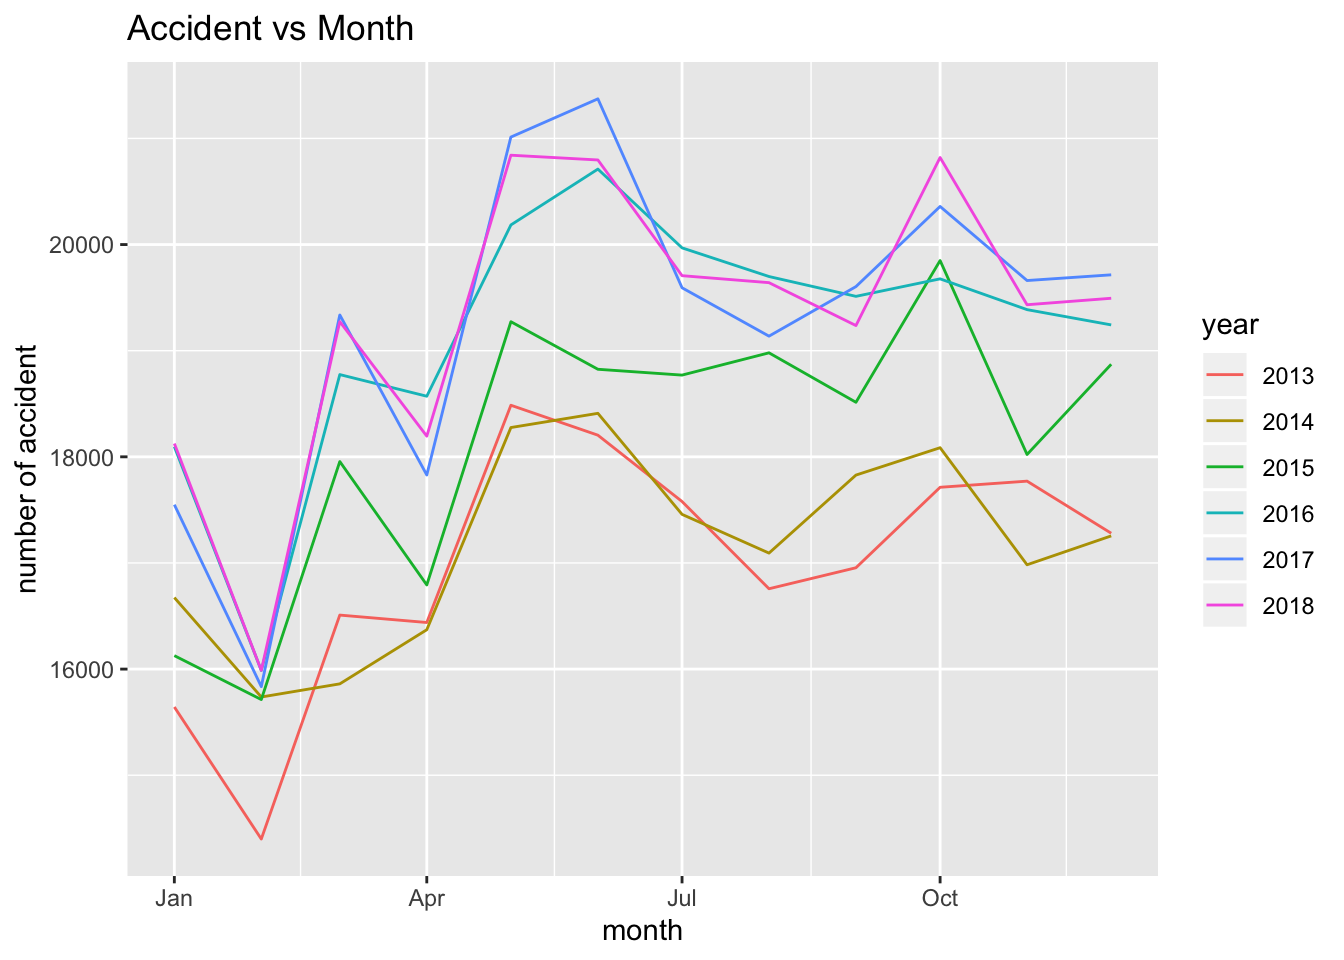 Accident vs Month
number of accident
20000
18000
16000
Jan
Apr
Jul
Oct
month
year
2013
2014
2015
2016
2017
2018